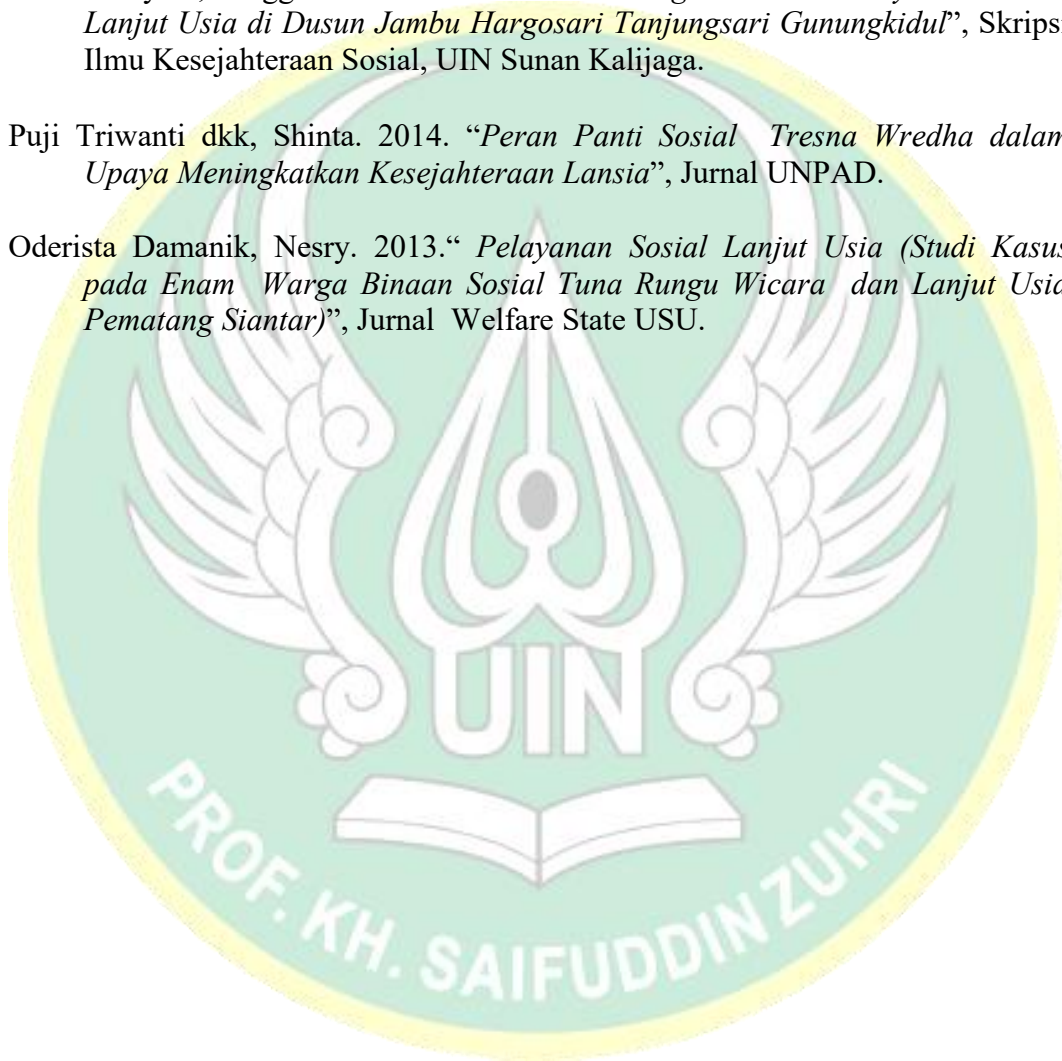 Lanjut Usia di Dusun Jambu Hargosari Tanjungsari Gunungkidul”, Skripsi
Ilmu Kesejahteraan Sosial, UIN Sunan Kalijaga.
Puji Triwanti dkk, Shinta. 2014. “Peran Panti Sosial Tresna Wredha dalam
Upaya Meningkatkan Kesejahteraan Lansia”, Jurnal UNPAD.
Oderista Damanik, Nesry. 2013.“ Pelayanan Sosial Lanjut Usia (Studi Kasus
pada Enam Warga Binaan Sosial Tuna Rungu Wicara dan Lanjut Usia
Pematang Siantar)”, Jurnal Welfare State USU.
UIN
PROF. KH. SAIFUDDIN ZUHRI